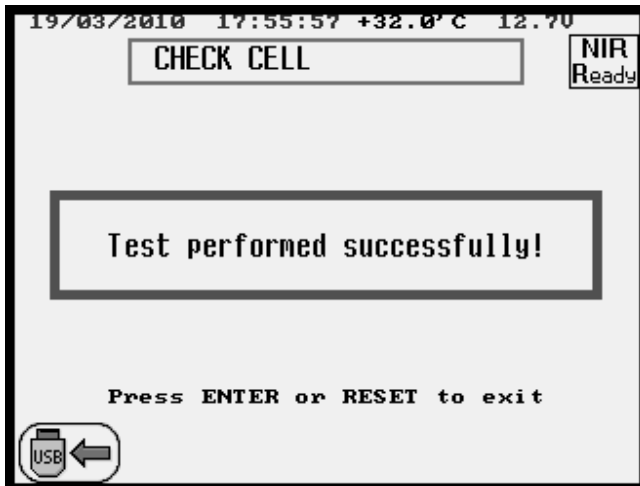 19/03/2010 17:55:57 +32.0'C 12.7V
CHECK CELL
NIR
Ready
Test performed successfully!
Press ENTER or RESET to exit
USB